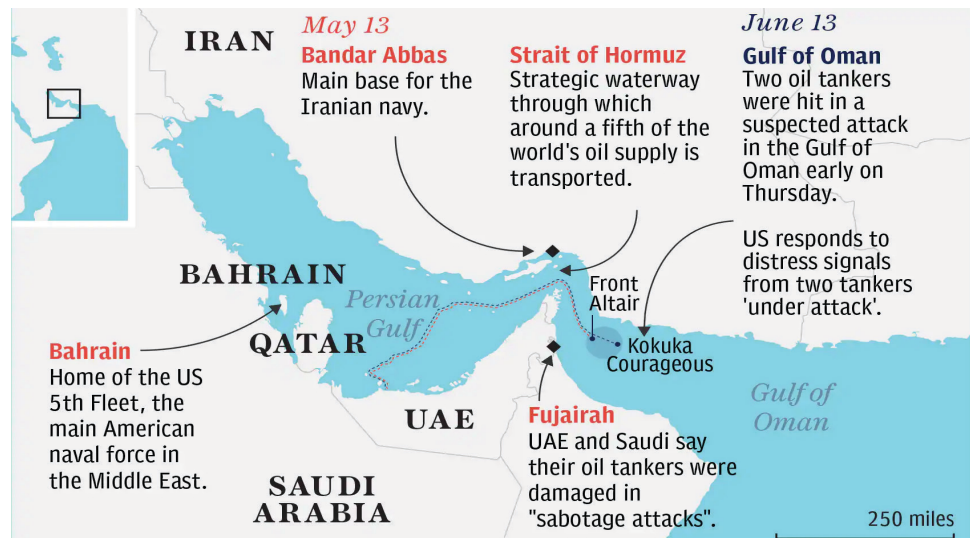 IRAN
May 13
Bandar Abbas
Main base for the
Iranian navy.
Strait of Hormuz
Strategic waterway
through which
around a fifth of the
world's oil supply is
transported.
June 13
Gulf of Oman
Two oil tankers
were hit in a
suspected attack
in the Gulf of
Oman early on
Thursday.
US responds to
distress signals
from two tankers
'under attack'.
BAHRAIN
Persian
Gulf
QATAR
Front
Altair
Kokuka
Courageous
Bahrain
Home of the US
5th Fleet, the
main American
naval force in
the Middle East.
UAE
Fujairah
UAE and Saudi say
their oil tankers were
damaged in
"sabotage attacks".
Gulf of
Oman
SAUDI
ARABIA
250 miles